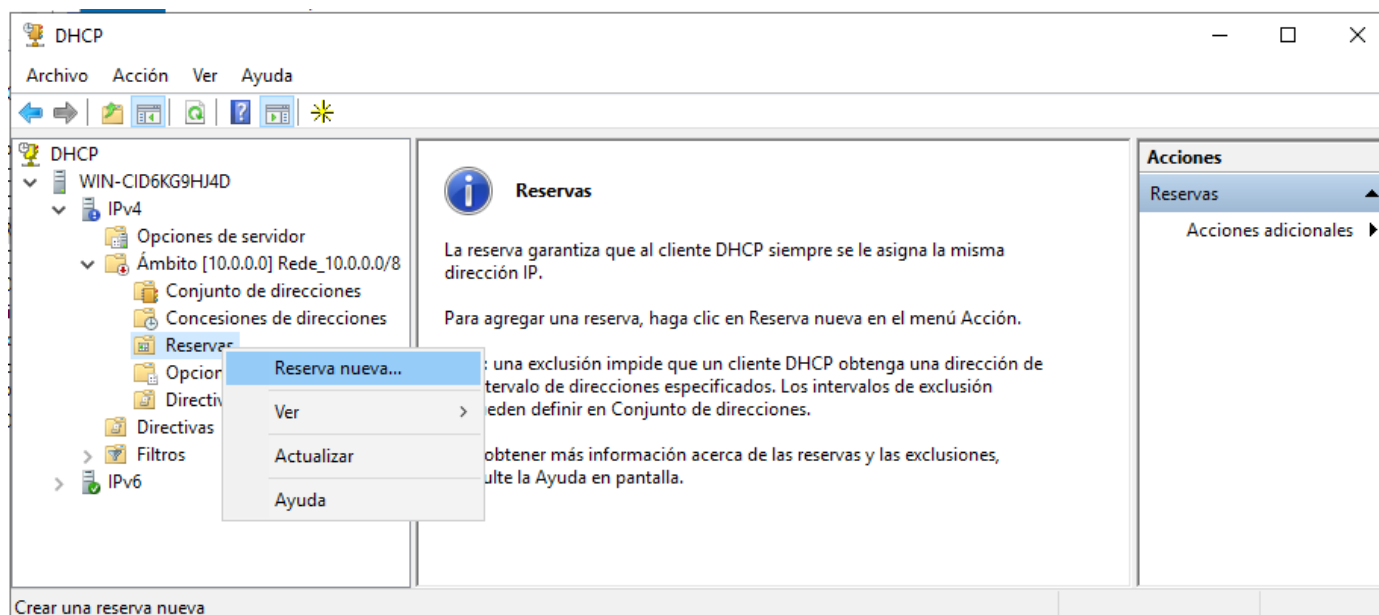 DHCP
Archivo Acción Ver Ayuda
DHCP
WIN-CID6KG9HJ4D
IPv4
Opciones de servidor
Ámbito [10.0.0.0] Rede_10.0.0.0/8
Conjunto de direcciones
Concesiones de direcciones
Reservas
Opcion
Directiv
Directivas
Filtros
IPv6
Reserva nueva...
Ver
Actualizar
Ayuda
Reservas
La reserva garantiza que al cliente DHCP siempre se le asigna la misma
dirección IP.
Para agregar una reserva, haga clic en Reserva nueva en el menú Acción.
: una exclusión impide que un cliente DHCP obtenga una dirección de
tervalo de direcciones especificados. Los intervalos de exclusión
eden definir en Conjunto de direcciones.
obtener más información acerca de las reservas y las exclusiones,
ulte la Ayuda en pantalla.
Acciones
Reservas
Acciones adicionales
Crear una reserva nueva